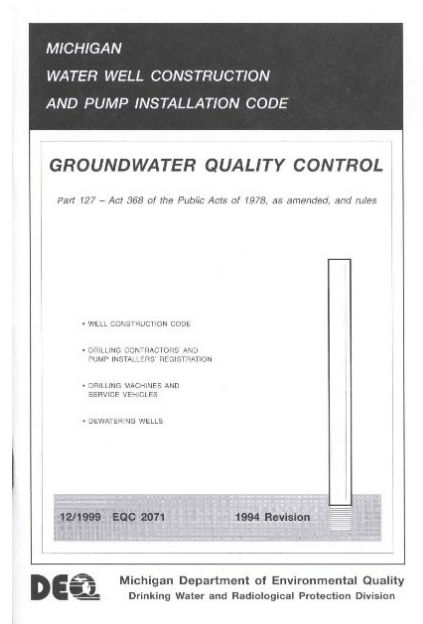 MICHIGAN
WATER WELL CONSTRUCTION
AND PUMP INSTALLATION CODE
GROUNDWATER QUALITY CONTROL
Part 127 – Act 368 of the Public Acts of 1978, as amended, and rules
• WELL CONSTRUCTION CODE
• DRILLING CONTRACTORS' AND
PUMP INSTALLERS' REGISTRATION
• DRILLING MACHINES AND
SERVICE VEHICLES
• DEWATERING WELLS
12/1999 EQC 2071 1994 Revision
DEQ Michigan Department of Environmental Quality
Drinking Water and Radiological Protection Division